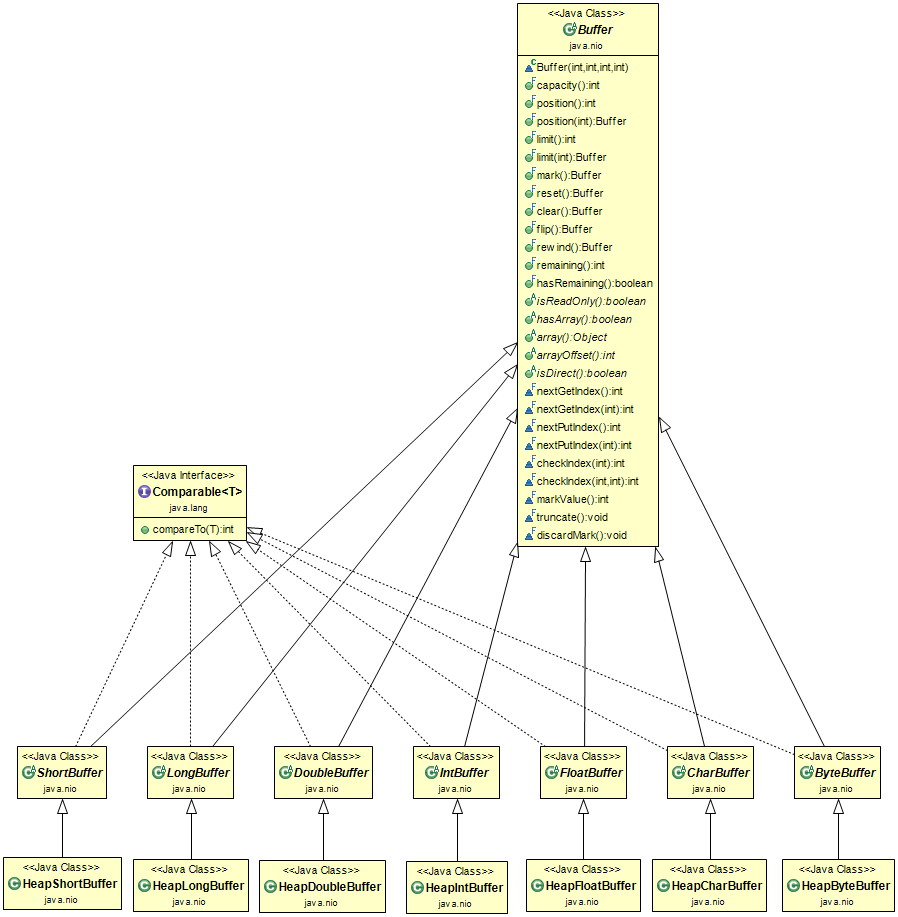 <<Java Class>>
Buffer
java.nio
Buffer(int,int,int,int)
capacity():int
position():int
position(int):Buffer
limit():int
limit(int):Buffer
mark():Buffer
reset():Buffer
clear():Buffer
flip():Buffer
rewind():Buffer
remaining():int
hasRemaining():boolean
isReadOnly():boolean
hasArray():boolean
array():Object
arrayOffset():int
isDirect():boolean
nextGetIndex():int
nextGetIndex(int):int
nextPutIndex():int
nextPutIndex(int):int
checkIndex(int):int
checkIndex(int,int):int
markValue():int
truncate():void
discardMark():void
<<Java Interface>>
Comparable<T>
java.lang
compareTo(T):int
<<Java Class>>
ShortBuffer
java.nio
<<Java Class>>
LongBuffer
java.nio
<<Java Class>>
DoubleBuffer
java.nio
<<Java Class>>
IntBuffer
java.nio
<<Java Class>>
FloatBuffer
java.nio
<<Java Class>>
CharBuffer
java.nio
<<Java Class>>
ByteBuffer
java.nio
<<Java Class>>
HeapShortBuffer
java.nio
<<Java Class>>
HeapLongBuffer
java.nio
<<Java Class>>
HeapDoubleBuffer
java.nio
<<Java Class>>
HeapIntBuffer
java.nio
<<Java Class>>
HeapFloatBuffer
java.nio
<<Java Class>>
HeapCharBuffer
java.nio
<<Java Class>>
HeapByteBuffer
java.nio